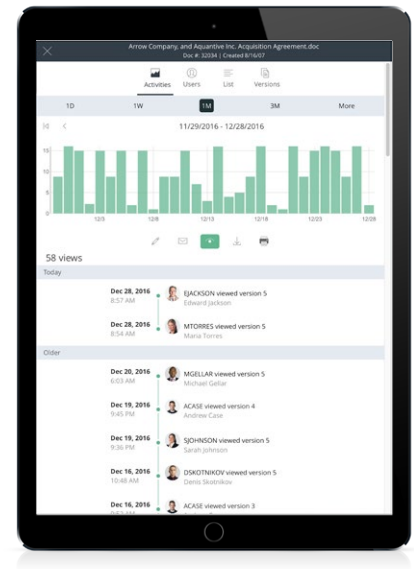 Arrow Company, and Aquantive Inc. Acquisition Agreement.doc
Doc #: 32034 | Created 8/16/07
Activities Users List Versions
1D 1W 1M 3M More
11/29/2016 - 12/28/2016
15
10
5
0
12/3 12/8 12/13 12/18 12/23 12/28
58 views
Today
Dec 28, 2016 EJACKSON viewed version 5
8:57 AM Edward Jackson
Dec 28, 2016 MTORRES viewed version 5
8:54 AM Maria Torres
Older
Dec 20, 2016 MGELLAR viewed version 5
6:03 AM Michael Gellar
Dec 19, 2016 ACASE viewed version 4
9:45 PM Andrew Case
Dec 19, 2016 SJOHNSON viewed version 5
9:36 PM Sarah Johnson
Dec 16, 2016 DSKOTNIKOV viewed version 5
10:48 AM Denis Skotnikov
Dec 16, 2016 ACASE viewed version 3